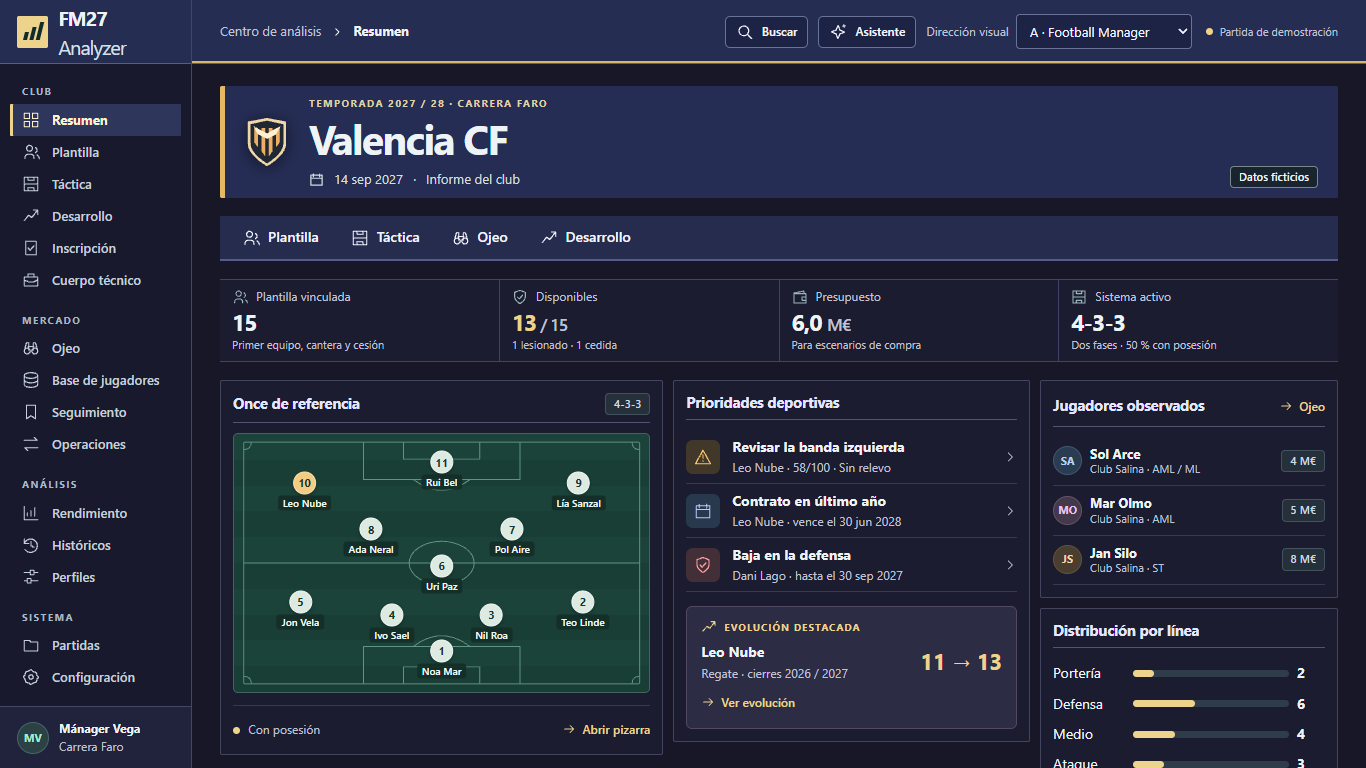 FM27
Analyzer
Centro de análisis › Resumen
Buscar
Asistente
Dirección visual
A · Football Manager
Partida de demostración
CLUB
Resumen
Plantilla
Táctica
Desarrollo
Inscripción
Cuerpo técnico
MERCADO
Ojeo
Base de jugadores
Seguimiento
Operaciones
ANÁLISIS
Rendimiento
Históricos
Perfiles
SISTEMA
Partidas
Configuración
MV
Mánager Vega
Carrera Faro
TEMPORADA 2027 / 28 · CARRERA FARO
Valencia CF
14 sep 2027 · Informe del club
Datos ficticios
Plantilla
Táctica
Ojeo
Desarrollo
Plantilla vinculada
15
Primer equipo, cantera y cesión
Disponibles
13 / 15
1 lesionado · 1 cedida
Presupuesto
6,0 M€
Para escenarios de compra
Sistema activo
4-3-3
Dos fases · 50 % con posesión
Once de referencia
4-3-3
11
Rui Bel
10
Leo Nube
9
Lía Sanzal
8
Ada Neral
7
Pol Aire
6
Uri Paz
5
Jon Vela
4
Ivo Sael
3
Nil Roa
2
Teo Linde
1
Noa Mar
Con posesión
→ Abrir pizarra
Prioridades deportivas
Revisar la banda izquierda
Leo Nube · 58/100 · Sin relevo
Contrato en último año
Leo Nube · vence el 30 jun 2028
Baja en la defensa
Dani Lago · hasta el 30 sep 2027
EVOLUCIÓN DESTACADA
Leo Nube
Regate · cierres 2026 / 2027
11 → 13
→ Ver evolución
Jugadores observados
→ Ojeo
SA
Sol Arce
Club Salina · AML / ML
4 M€
MO
Mar Olmo
Club Salina · AML
5 M€
JS
Jan Silo
Club Salina · ST
8 M€
Distribución por línea
Portería 2
Defensa 6
Medio 4
Ataque 3